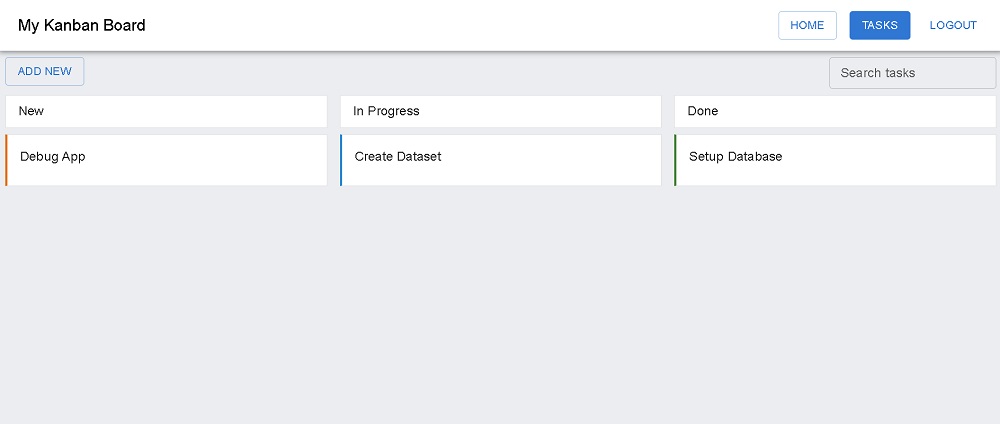 My Kanban Board
HOME
TASKS
LOGOUT
ADD NEW
Search tasks
New
In Progress
Done
Debug App
Create Dataset
Setup Database